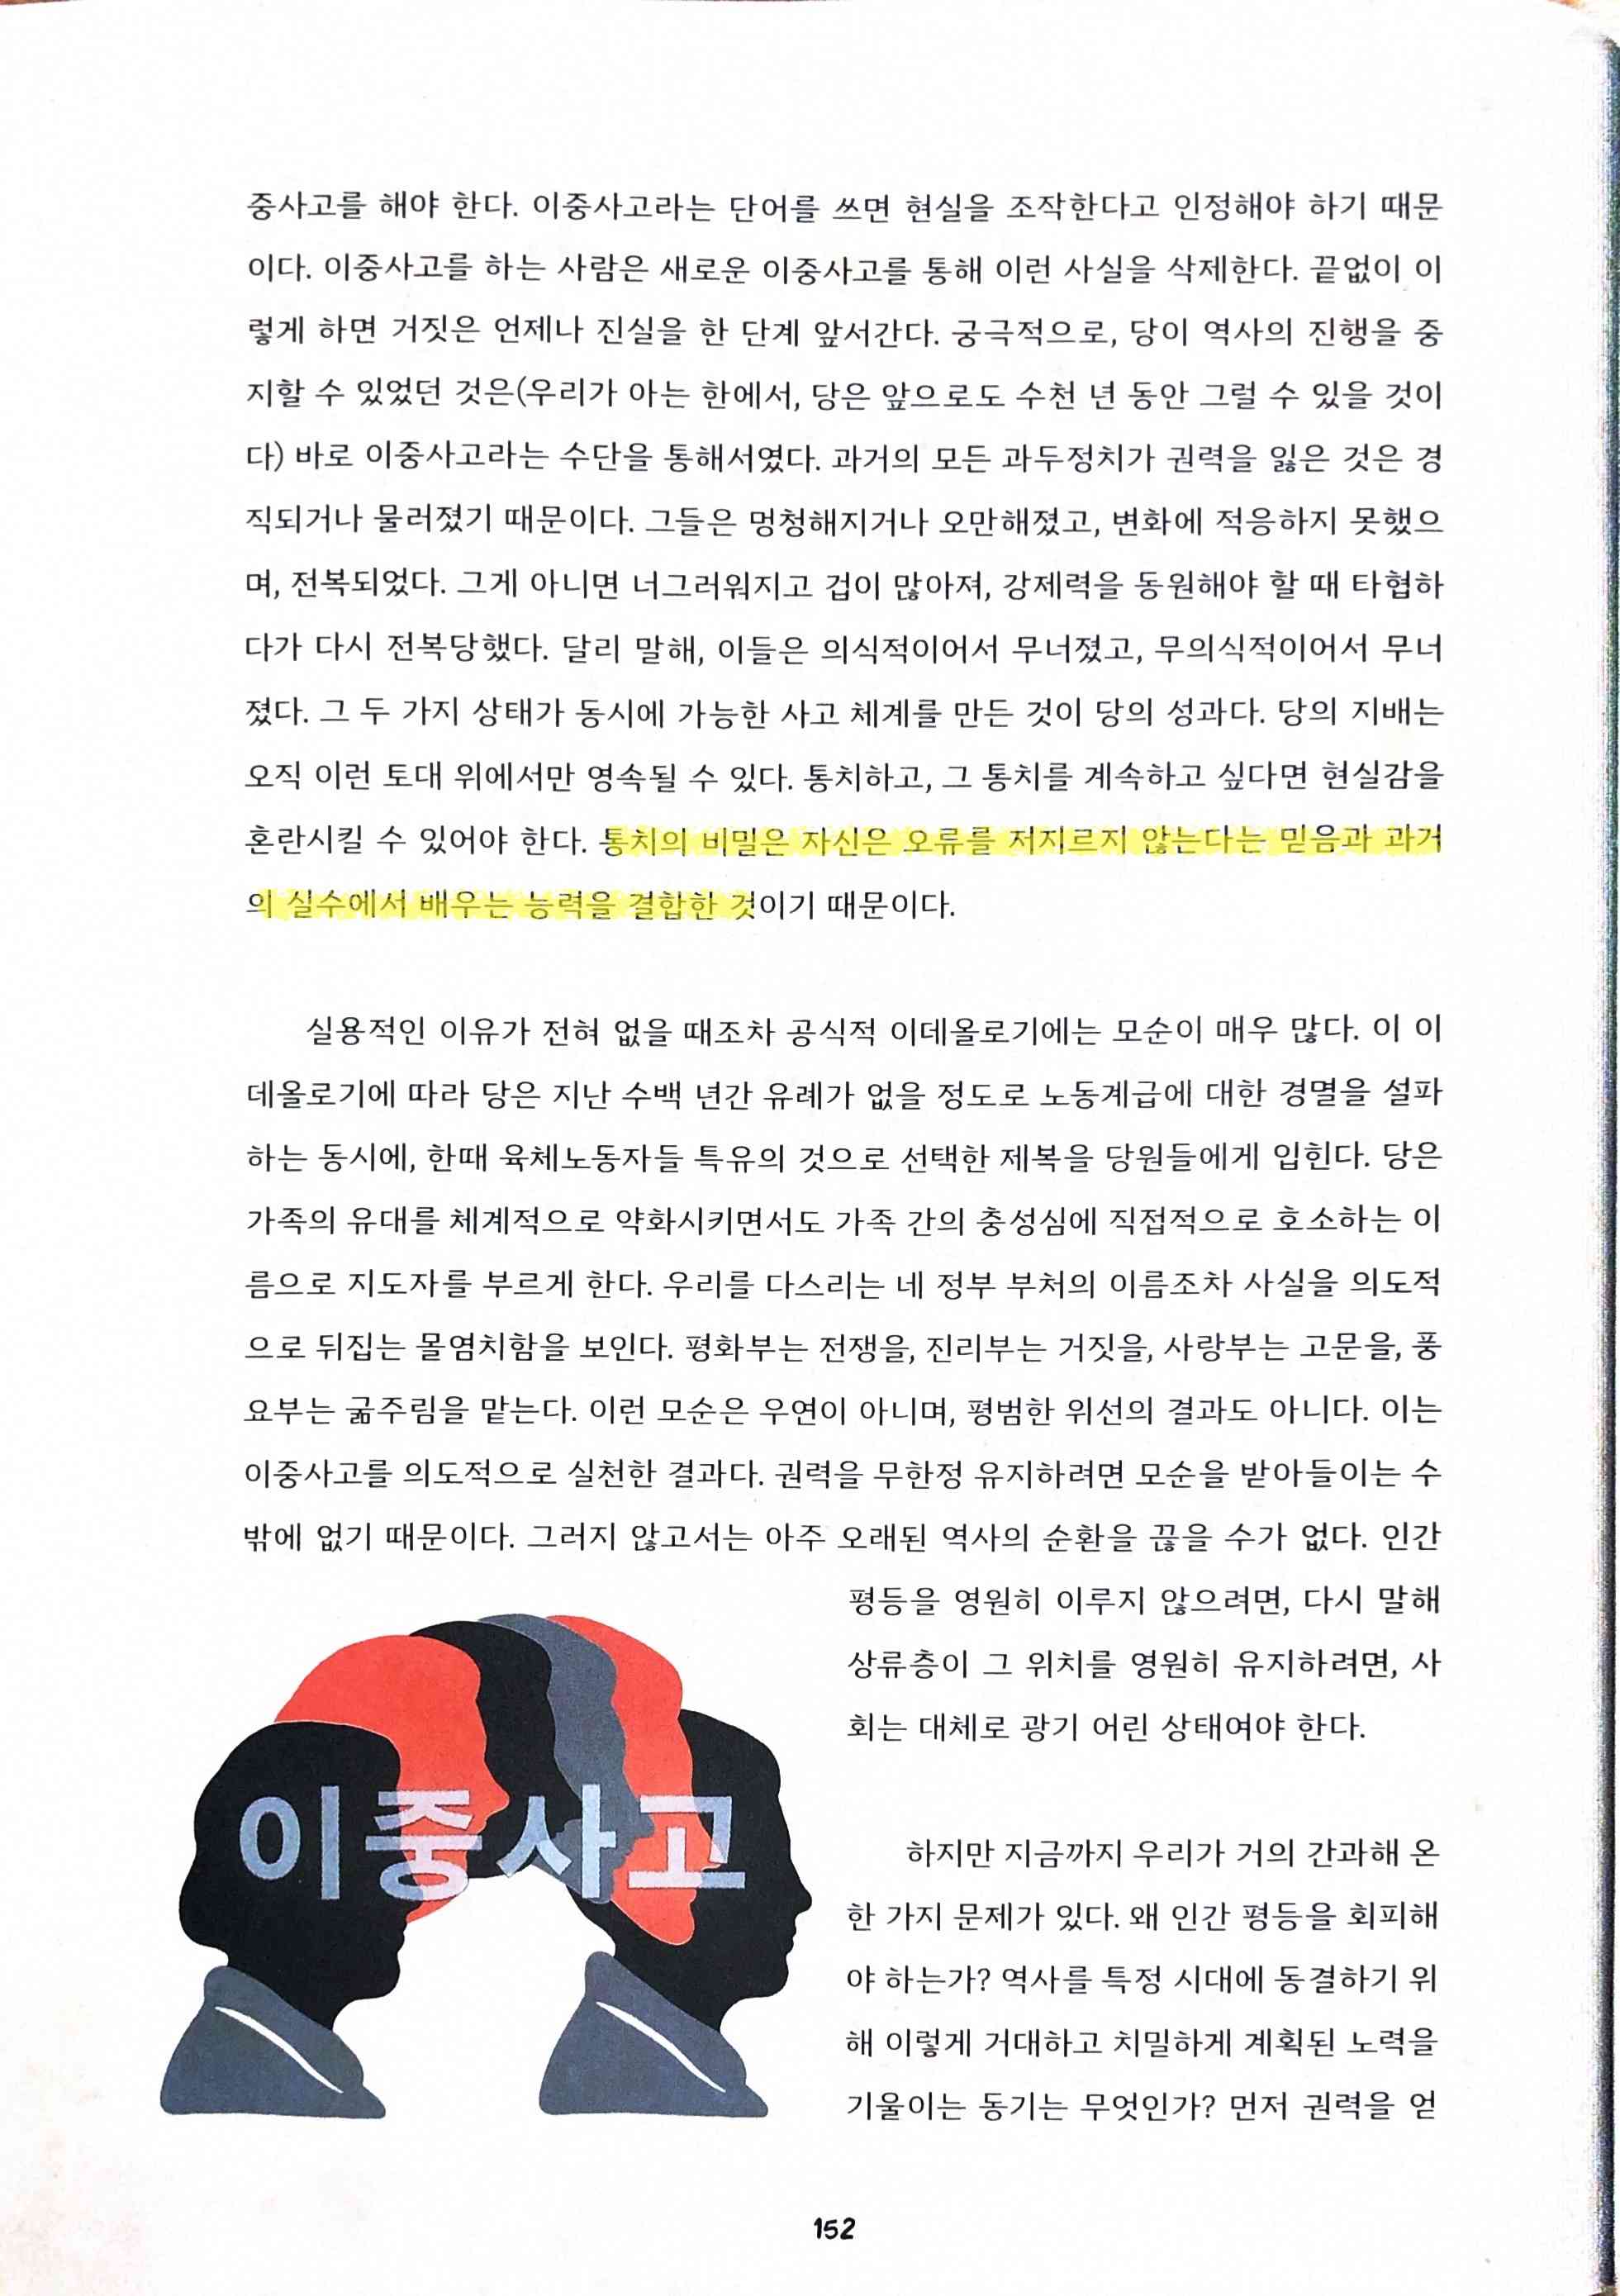 중사고를 해야 한다. 이중사고라는 단어를 쓰면 현실을 조작한다고 인정해야 하기 때문
이다. 이중사고를 하는 사람은 새로운 이중사고를 통해 이런 사실을 삭제한다. 끝없이 이
렇게 하면 거짓은 언제나 진실을 한 단계 앞서간다. 궁극적으로, 당이 역사의 진행을 중
지할 수 있었던 것은(우리가 아는 한에서, 당은 앞으로도 수천 년 동안 그럴 수 있을 것이
다) 바로 이중사고라는 수단을 통해서였다. 과거의 모든 과두정치가 권력을 잃은 것은 경
직되거나 물러졌기 때문이다. 그들은 멍청해지거나 오만해졌고, 변화에 적응하지 못했으
며, 전복되었다. 그게 아니면 너그러워지고 겁이 많아져, 강제력을 동원해야 할 때 타협하
다가 다시 전복당했다. 달리 말해, 이들은 의식적이어서 무너졌고, 무의식적이어서 무너
졌다. 그 두 가지 상태가 동시에 가능한 사고 체계를 만든 것이 당의 성과다. 당의 지배는
오직 이런 토대 위에서만 영속될 수 있다. 통치하고, 그 통치를 계속하고 싶다면 현실감을
혼란시킬 수 있어야 한다. 통치의 비밀은 자신은 오류를 저지르지 않는다는 믿음과 과거
의 실수에서 배우는 능력을 결합한 것이기 때문이다.
실용적인 이유가 전혀 없을 때조차 공식적 이데올로기에는 모순이 매우 많다. 이 이
데올로기에 따라 당은 지난 수백 년간 유례가 없을 정도로 노동계급에 대한 경멸을 설파
하는 동시에, 한때 육체노동자들 특유의 것으로 선택한 제복을 당원들에게 입힌다. 당은
가족의 유대를 체계적으로 약화시키면서도 가족 간의 충성심에 직접적으로 호소하는 이
름으로 지도자를 부르게 한다. 우리를 다스리는 네 정부 부처의 이름조차 사실을 의도적
으로 뒤집는 몰염치함을 보인다. 평화부는 전쟁을, 진리부는 거짓을, 사랑부는 고문을, 풍
요부는 굶주림을 맡는다. 이런 모순은 우연이 아니며, 평범한 위선의 결과도 아니다. 이는
이중사고를 의도적으로 실천한 결과다. 권력을 무한정 유지하려면 모순을 받아들이는 수
밖에 없기 때문이다. 그러지 않고서는 아주 오래된 역사의 순환을 끊을 수가 없다. 인간
평등을 영원히 이루지 않으려면, 다시 말해
상류층이 그 위치를 영원히 유지하려면, 사
회는 대체로 광기 어린 상태여야 한다.
이중사고
하지만 지금까지 우리가 거의 간과해 온
한 가지 문제가 있다. 왜 인간 평등을 회피해
야 하는가? 역사를 특정 시대에 동결하기 위
해 이렇게 거대하고 치밀하게 계획된 노력을
기울이는 동기는 무엇인가? 먼저 권력을 얻
152